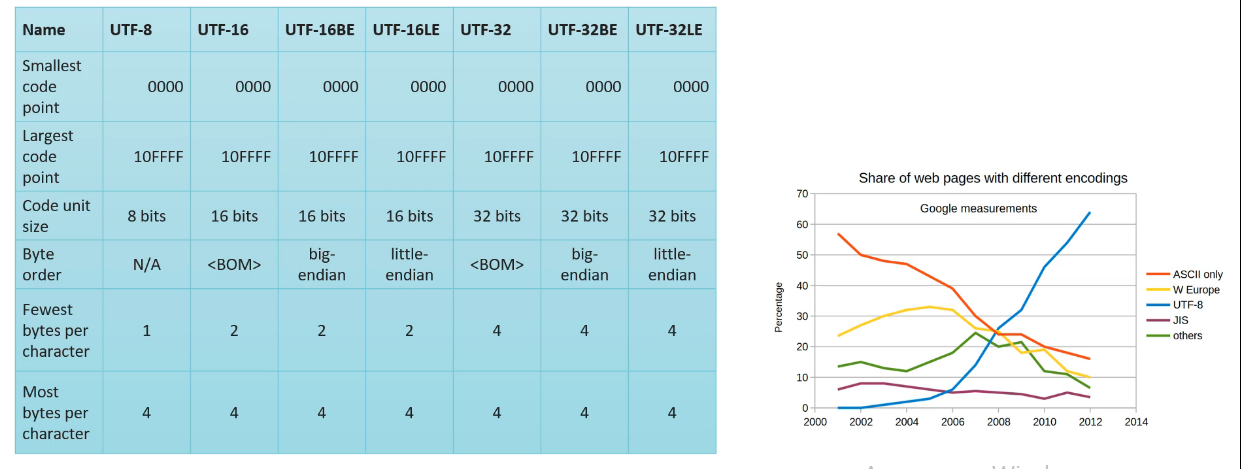 Name UTF-8 UTF-16 UTF-16BE UTF-16LE UTF-32 UTF-32BE UTF-32LE
Smallest
code
point
0000 0000 0000 0000 0000 0000 0000
Largest
code
point
10FFFF 10FFFF 10FFFF 10FFFF 10FFFF 10FFFF 10FFFF
Code unit
size
8 bits 16 bits 16 bits 16 bits 32 bits 32 bits 32 bits
Byte
order
N/A <BOM> big-
endian
little-
endian
<BOM> big-
endian
little-
endian
Fewest
bytes per
character
1 2 2 2 4 4 4
Most
bytes per
character
4 4 4 4 4 4 4
Share of web pages with different encodings
Google measurements
Percentage
70
60
50
40
30
20
10
0
2000 2002 2004 2006 2008 2010 2012 2014
ASCII only
W Europe
UTF-8
JIS
others